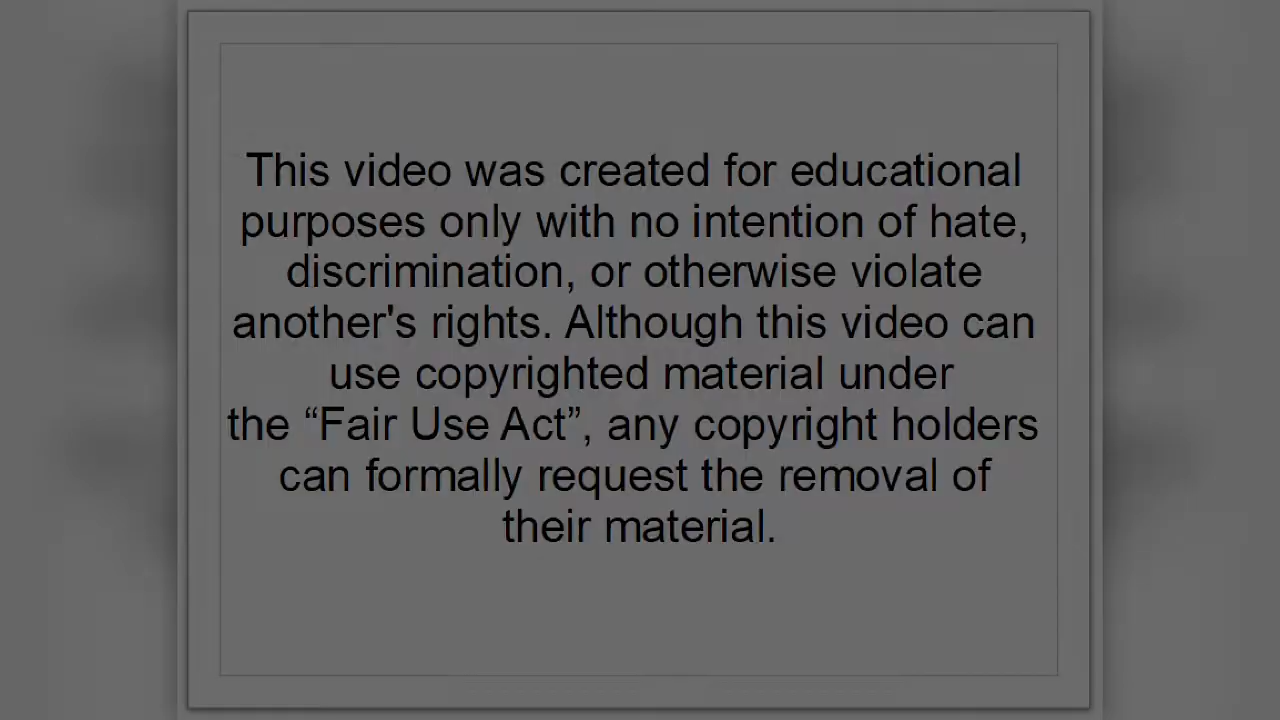 This video was created for educational
purposes only with no intention of hate,
discrimination, or otherwise violate
another's rights. Although this video can
use copyrighted material under
the “Fair Use Act”, any copyright holders
can formally request the removal of
their material.